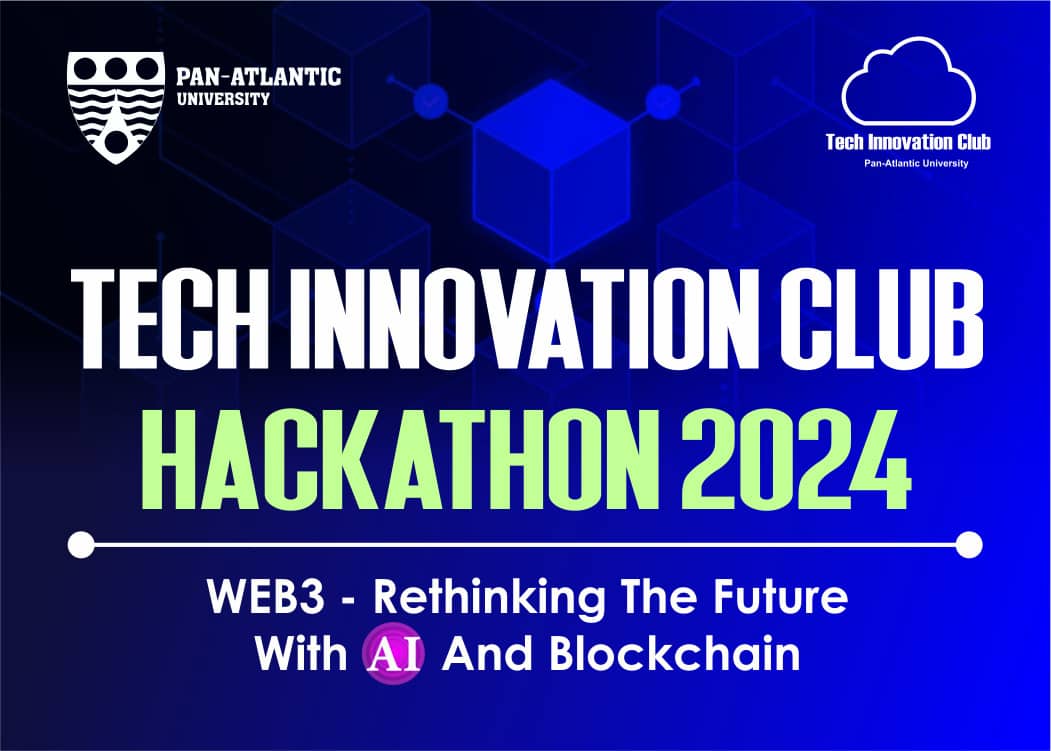 PAN-ATLANTIC
UNIVERSITY
Tech Innovation Club
Pan-Atlantic University
TECH INNOVATION CLUB
HACKATHON 2024
WEB3 - Rethinking The Future
With AI And Blockchain